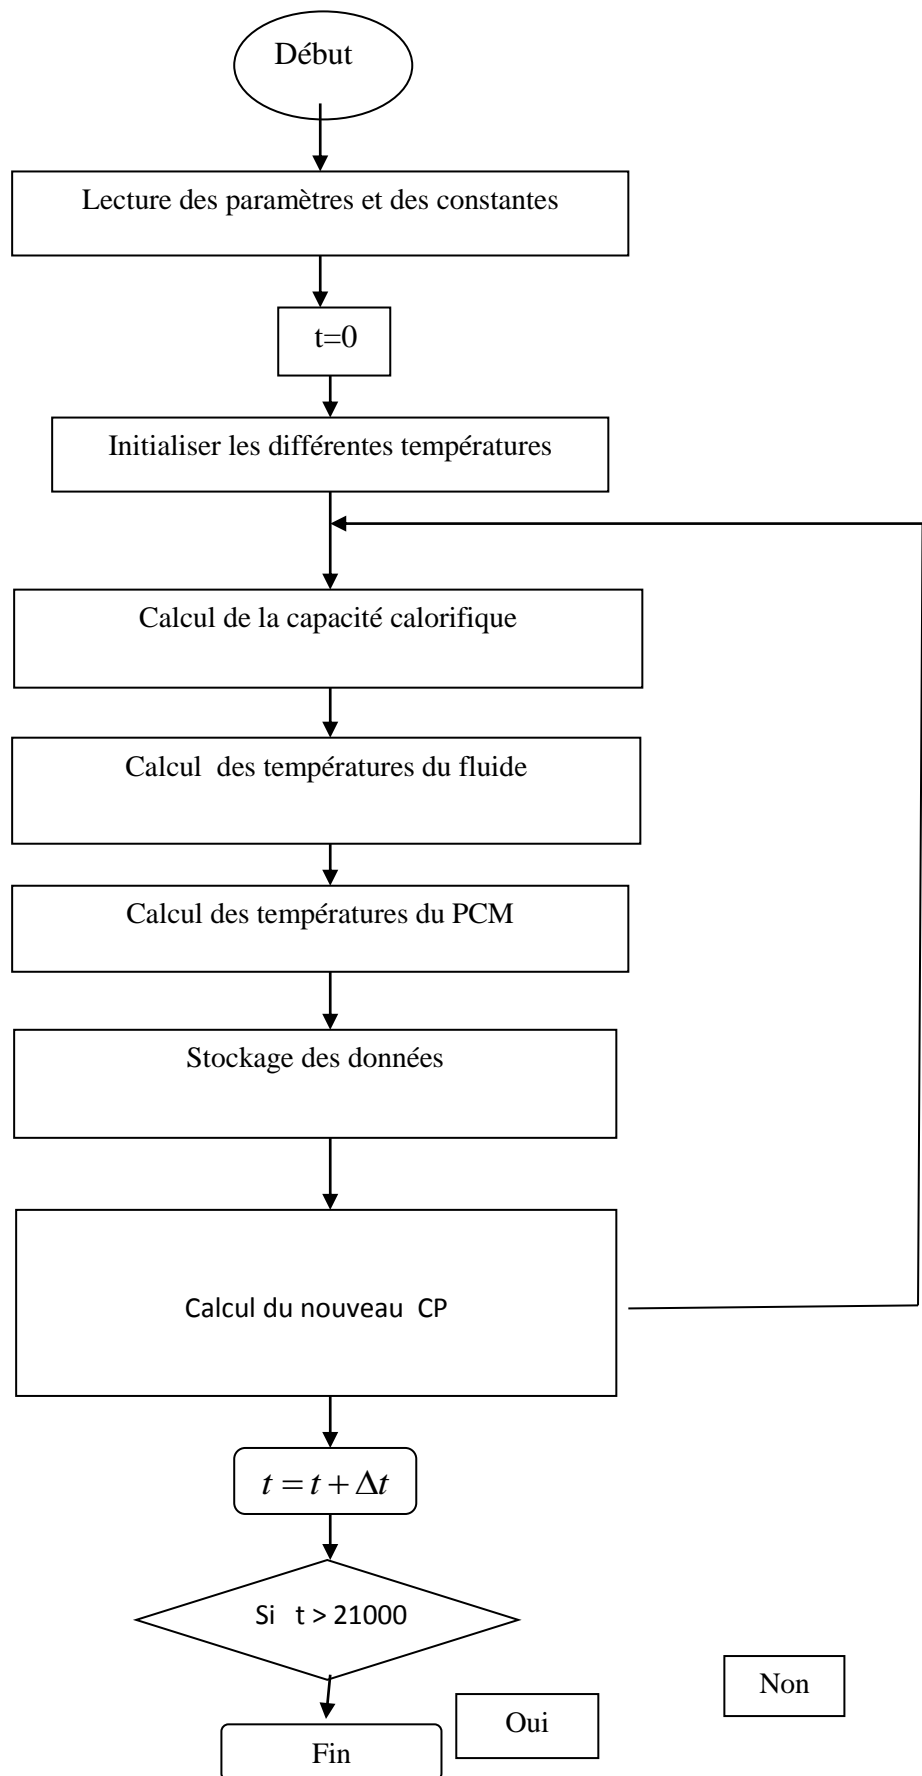 Début
Lecture des paramètres et des constantes
t=0
Initialiser les différentes températures
Calcul de la capacité calorifique
Calcul des températures du fluide
Calcul des températures du PCM
Stockage des données
Calcul du nouveau CP
t = t + Δt
Si t > 21000
Non
Oui
Fin